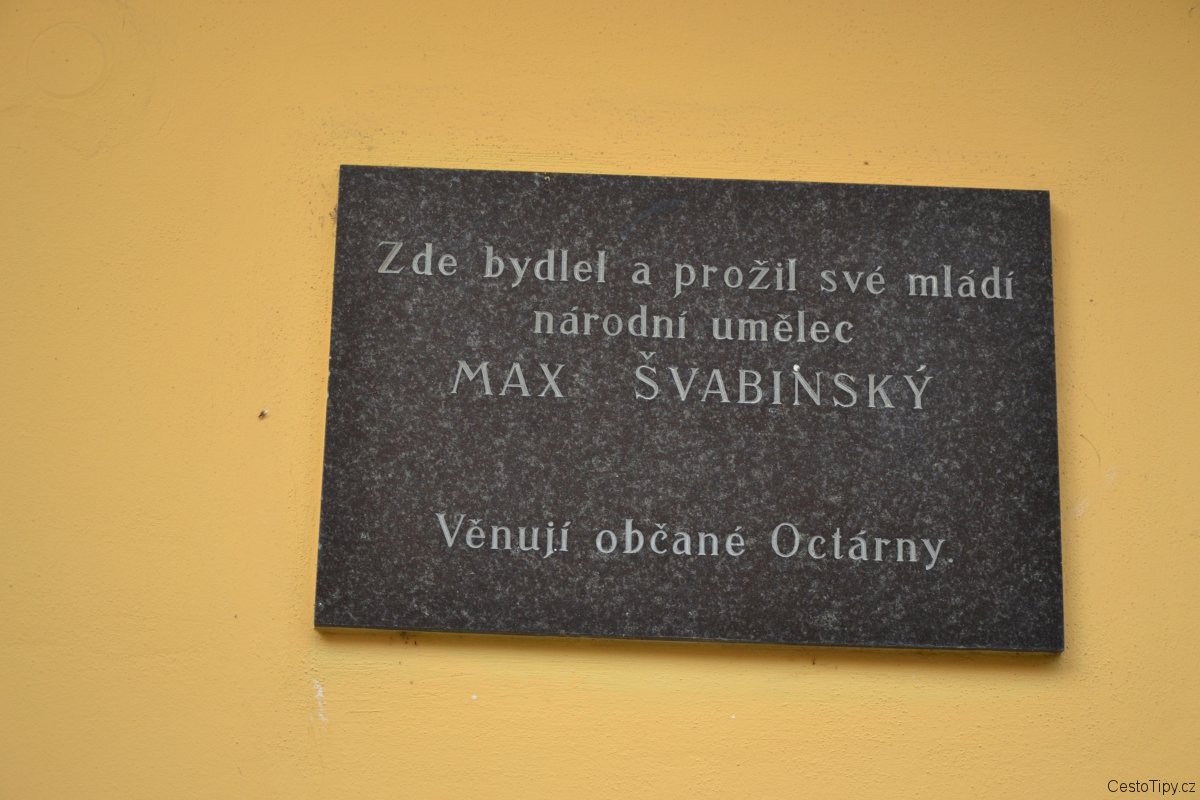 Zde bydlel a prožil své mládí
národní umělec
MAX ŠVABINSKÝ
Věnují občané Octárny.
CestoTipy.cz